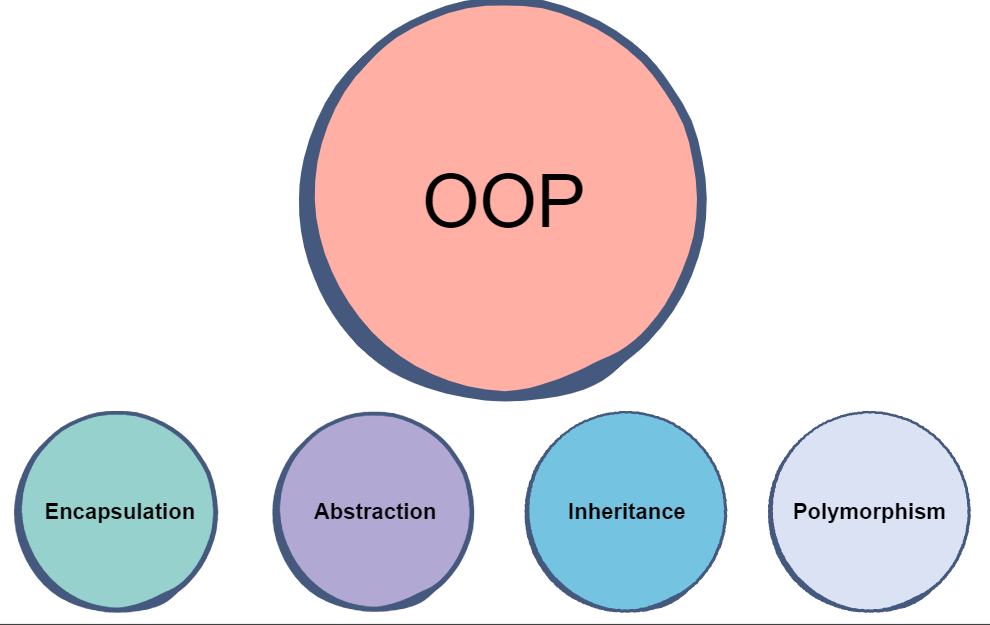 OOP
Encapsulation
Abstraction
Inheritance
Polymorphism